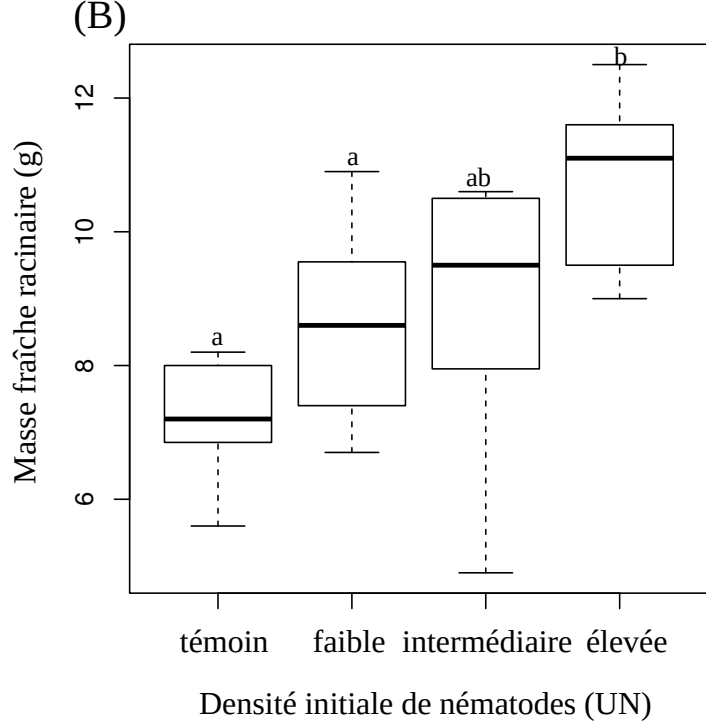 (B)
Masse fraîche racinaire (g)
12
10
8
6
a
a
ab
b
témoin faible intermédiaire élevée
Densité initiale de nématodes (UN)